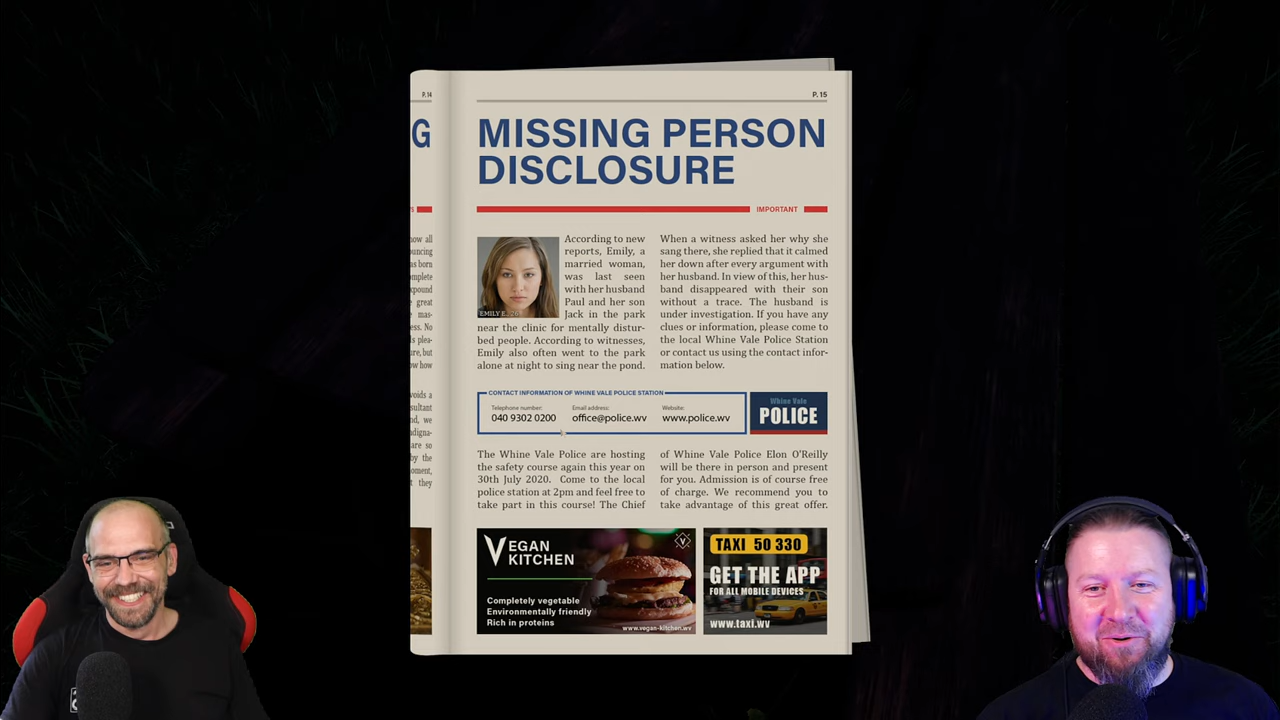 P. 14
P. 15
G
MISSING PERSON
DISCLOSURE
IMPORTANT
According to new
reports, Emily, a
married woman,
was last seen
with her husband
Paul and her son
Jack in the park
near the clinic for mentally distur-
bed people. According to witnesses,
Emily also often went to the park
alone at night to sing near the pond.
EMILY E., 26
When a witness asked her why she
sang there, she replied that it calmed
her down after every argument with
her husband. In view of this, her hus-
band disappeared with their son
without a trace. The husband is
under investigation. If you have any
clues or information, please come to
the local Whine Vale Police Station
or contact us using the contact infor-
mation below.
CONTACT INFORMATION OF WHINE VALE POLICE STATION
Telephone number:
040 9302 0200
Email address:
office@police.wv
Website:
www.police.wv
Whine Vale
POLICE
The Whine Vale Police are hosting
the safety course again this year on
30th July 2020. Come to the local
police station at 2pm and feel free to
take part in this course! The Chief
of Whine Vale Police Elon O'Reilly
will be there in person and present
for you. Admission is of course free
of charge. We recommend you to
take advantage of this great offer.
VEGAN
KITCHEN
V
Completely vegetable
Environmentally friendly
Rich in proteins
www.vegan-kitchen.wv
TAXI 50 330
GET THE APP
FOR ALL MOBILE DEVICES
www.taxi.wv